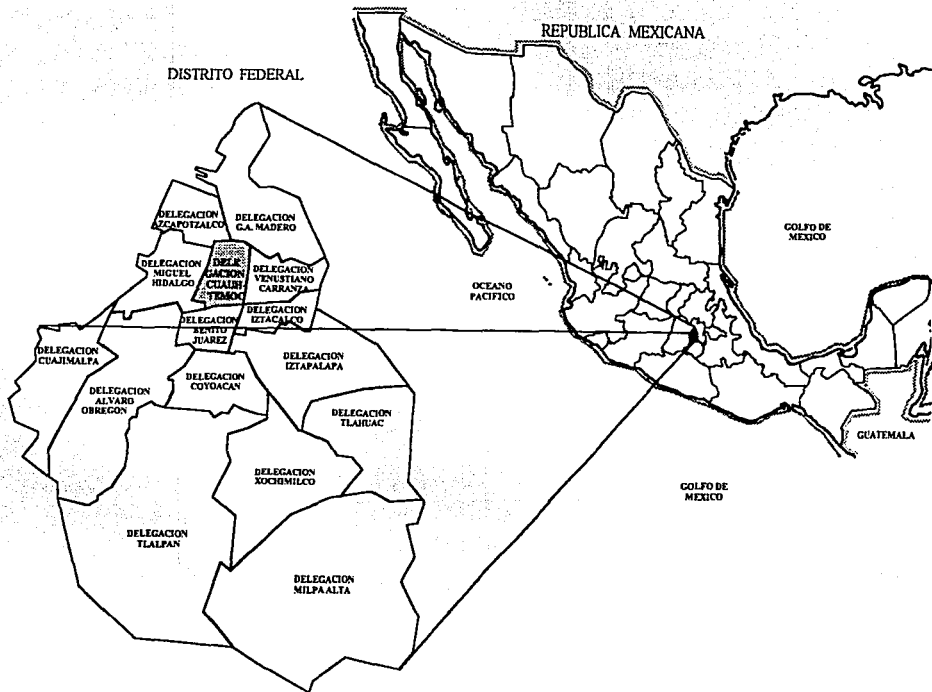 REPUBLICA MEXICANA
DISTRITO FEDERAL
DELEGACION
AZCAPOTZALCO
DELEGACION
G.A. MADERO
GOLFO DE
MEXICO
DELEGACION
MIGUEL
HIDALGO
DELE
GACION
CUAUH
TEMOC
DELEGACION
VENUSTIANO
CARRANZA
OCEANO
PACIFICO
DELEGACION
IZTACALCO
DELEGACION
BENITO
JUAREZ
DELEGACION
CUAJIMALPA
DELEGACION
IZTAPALAPA
DELEGACION
COYOACAN
DELEGACION
ALVARO
OBREGON
DELEGACION
TLAHUAC
GUATEMALA
DELEGACION
XOCHIMILCO
GOLFO DE
MEXICO
DELEGACION
TLALPAN
DELEGACION
MILPA ALTA